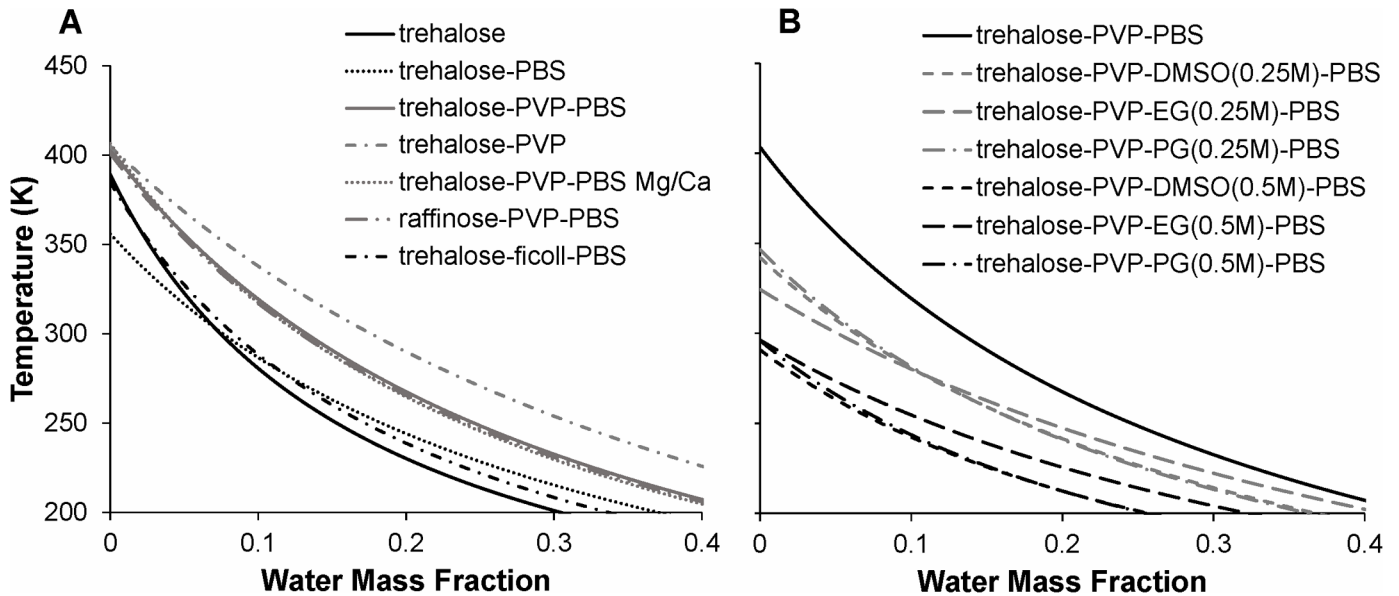 A
trehalose
trehalose-PBS
trehalose-PVP-PBS
trehalose-PVP
trehalose-PVP-PBS Mg/Ca
raffinose-PVP-PBS
trehalose-ficoll-PBS
450
400
350
300
250
200
Temperature (K)
0
0.1
0.2
0.3
0.4
Water Mass Fraction
B
trehalose-PVP-PBS
trehalose-PVP-DMSO(0.25M)-PBS
trehalose-PVP-EG(0.25M)-PBS
trehalose-PVP-PG(0.25M)-PBS
trehalose-PVP-DMSO(0.5M)-PBS
trehalose-PVP-EG(0.5M)-PBS
trehalose-PVP-PG(0.5M)-PBS
0
0.1
0.2
0.3
0.4
Water Mass Fraction